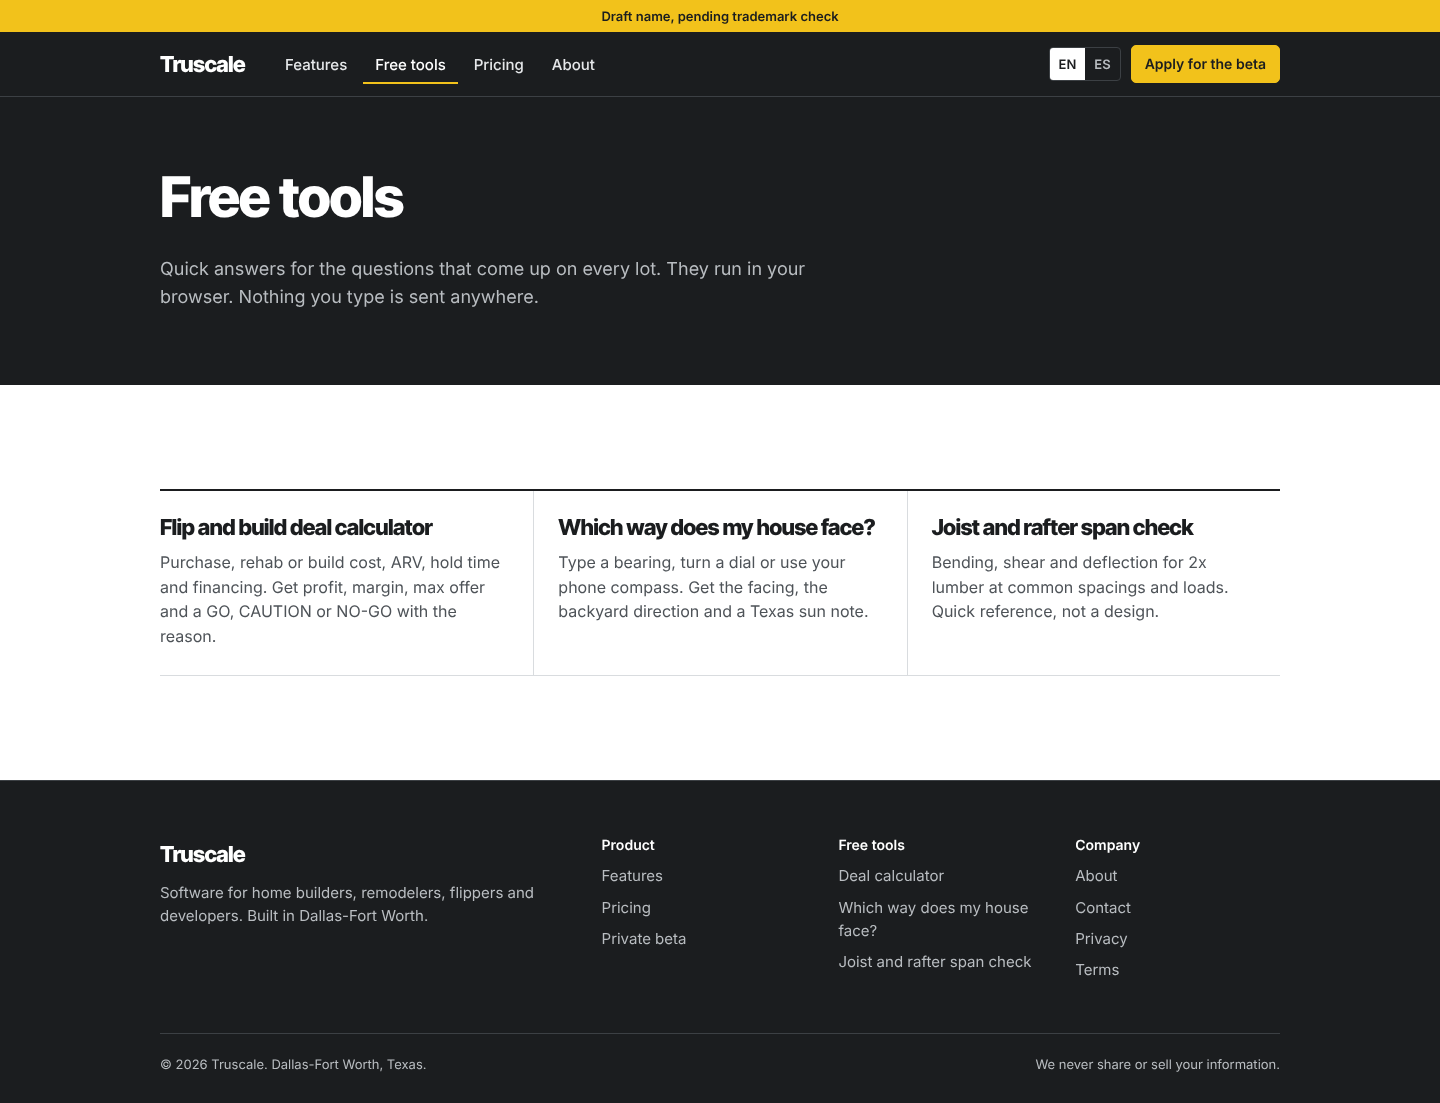 Draft name, pending trademark check
Truscale
Features
Free tools
Pricing
About
EN
ES
Apply for the beta
Free tools
Quick answers for the questions that come up on every lot. They run in your
browser. Nothing you type is sent anywhere.
Flip and build deal calculator
Purchase, rehab or build cost, ARV, hold time
and financing. Get profit, margin, max offer
and a GO, CAUTION or NO-GO with the
reason.
Which way does my house face?
Type a bearing, turn a dial or use your
phone compass. Get the facing, the
backyard direction and a Texas sun note.
Joist and rafter span check
Bending, shear and deflection for 2x
lumber at common spacings and loads.
Quick reference, not a design.
Truscale
Software for home builders, remodelers, flippers and
developers. Built in Dallas-Fort Worth.
Product
Features
Pricing
Private beta
Free tools
Deal calculator
Which way does my house
face?
Joist and rafter span check
Company
About
Contact
Privacy
Terms
© 2026 Truscale. Dallas-Fort Worth, Texas.
We never share or sell your information.